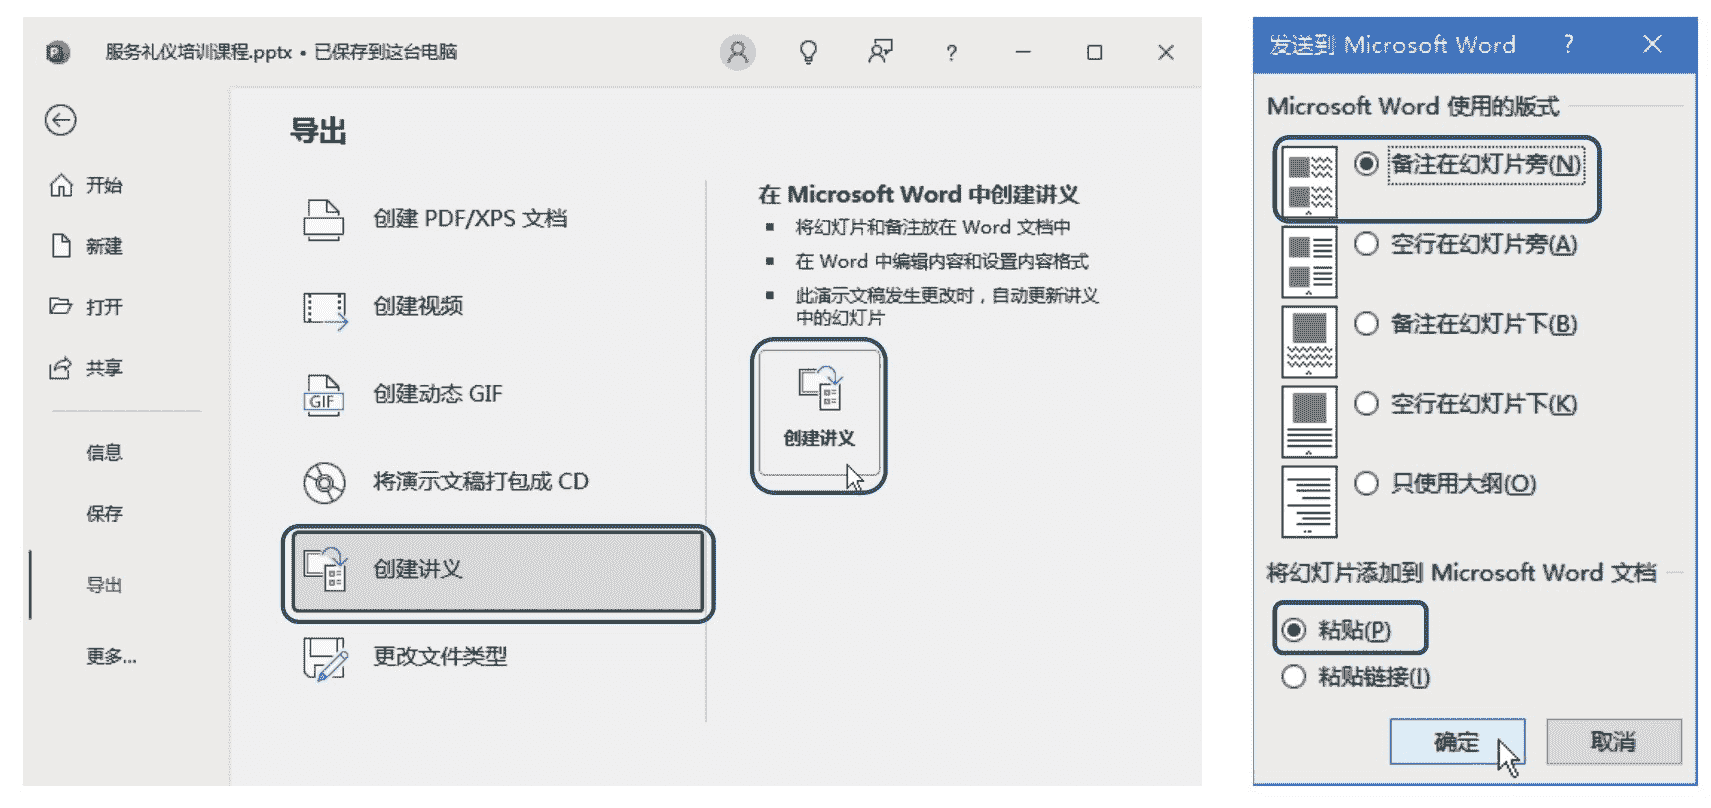 服务礼仪培训课程.pptx • 已保存到这台电脑
?
开始
新建
打开
共享
信息
保存
导出
更多...
导出
创建 PDF/XPS 文档
创建视频
GIF
创建动态 GIF
将演示文稿打包成 CD
创建讲义
更改文件类型
在 Microsoft Word 中创建讲义
▪ 将幻灯片和备注放在 Word 文档中
▪ 在 Word 中编辑内容和设置内容格式
▪ 此演示文稿发生更改时，自动更新讲义
中的幻灯片
创建讲义
发送到 Microsoft Word ?
Microsoft Word 使用的版式
备注在幻灯片旁(N)
空行在幻灯片旁(A)
备注在幻灯片下(B)
空行在幻灯片下(K)
只使用大纲(O)
将幻灯片添加到 Microsoft Word 文档
粘贴(P)
粘贴链接(I)
确定
取消